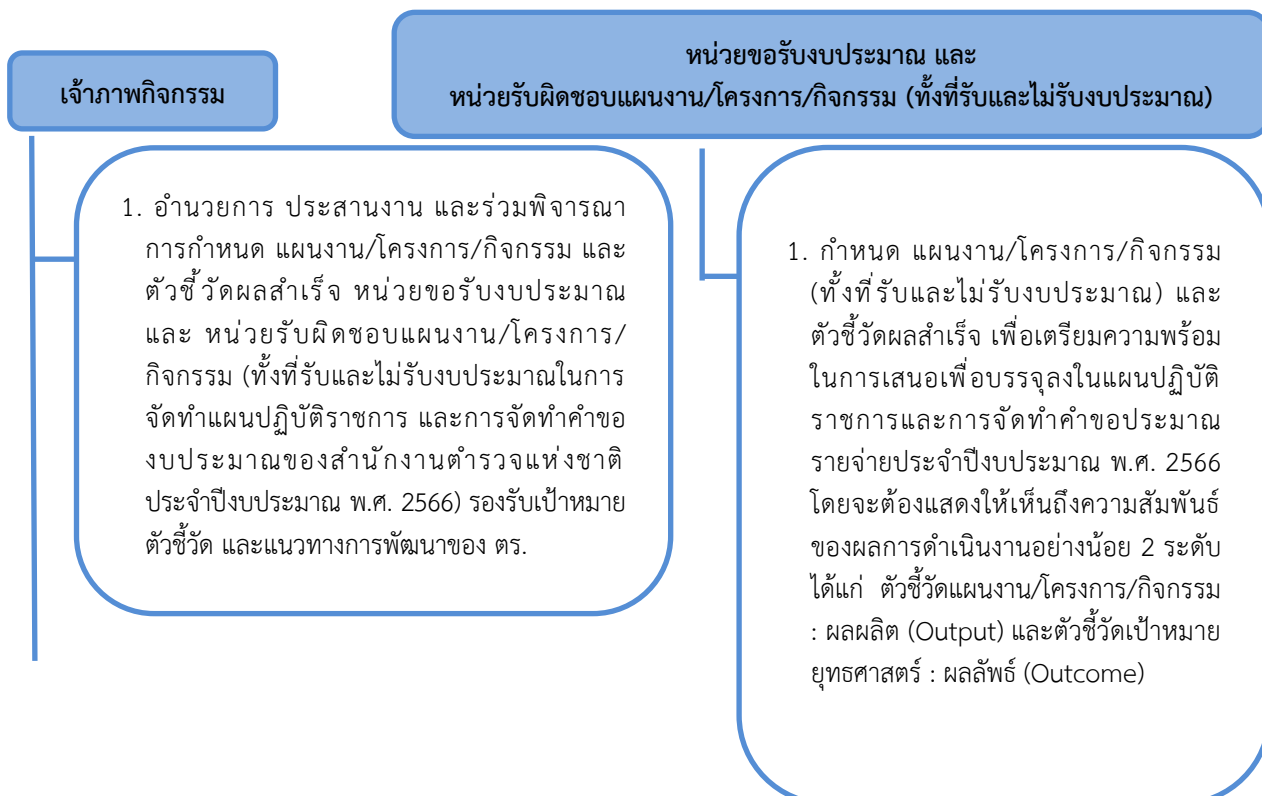 เจ้าภาพกิจกรรม
หน่วยขอรับงบประมาณ และ
หน่วยรับผิดชอบแผนงาน/โครงการ/กิจกรรม (ทั้งที่รับและไม่รับงบประมาณ)
1. อำนวยการ ประสานงาน และร่วมพิจารณา
การกำหนด แผนงาน/โครงการ/กิจกรรม และ
ตัวชี้วัดผลสำเร็จ หน่วยขอรับงบประมาณ
และ หน่วยรับผิดชอบแผนงาน/โครงการ/
กิจกรรม (ทั้งที่รับและไม่รับงบประมาณในการ
จัดทำแผนปฏิบัติราชการ และการจัดทำคำขอ
งบประมาณของสำนักงานตำรวจแห่งชาติ
ประจำปีงบประมาณ พ.ศ. 2566) รองรับเป้าหมาย
ตัวชี้วัด และแนวทางการพัฒนาของ ตร.
1. กำหนด แผนงาน/โครงการ/กิจกรรม
(ทั้งที่รับและไม่รับงบประมาณ) และ
ตัวชี้วัดผลสำเร็จ เพื่อเตรียมความพร้อม
ในการเสนอเพื่อบรรจุลงในแผนปฏิบัติ
ราชการและการจัดทำคำขอประมาณ
รายจ่ายประจำปีงบประมาณ พ.ศ. 2566
โดยจะต้องแสดงให้เห็นถึงความสัมพันธ์
ของผลการดำเนินงานอย่างน้อย 2 ระดับ
ได้แก่ ตัวชี้วัดแผนงาน/โครงการ/กิจกรรม
: ผลผลิต (Output) และตัวชี้วัดเป้าหมาย
ยุทธศาสตร์ : ผลลัพธ์ (Outcome)